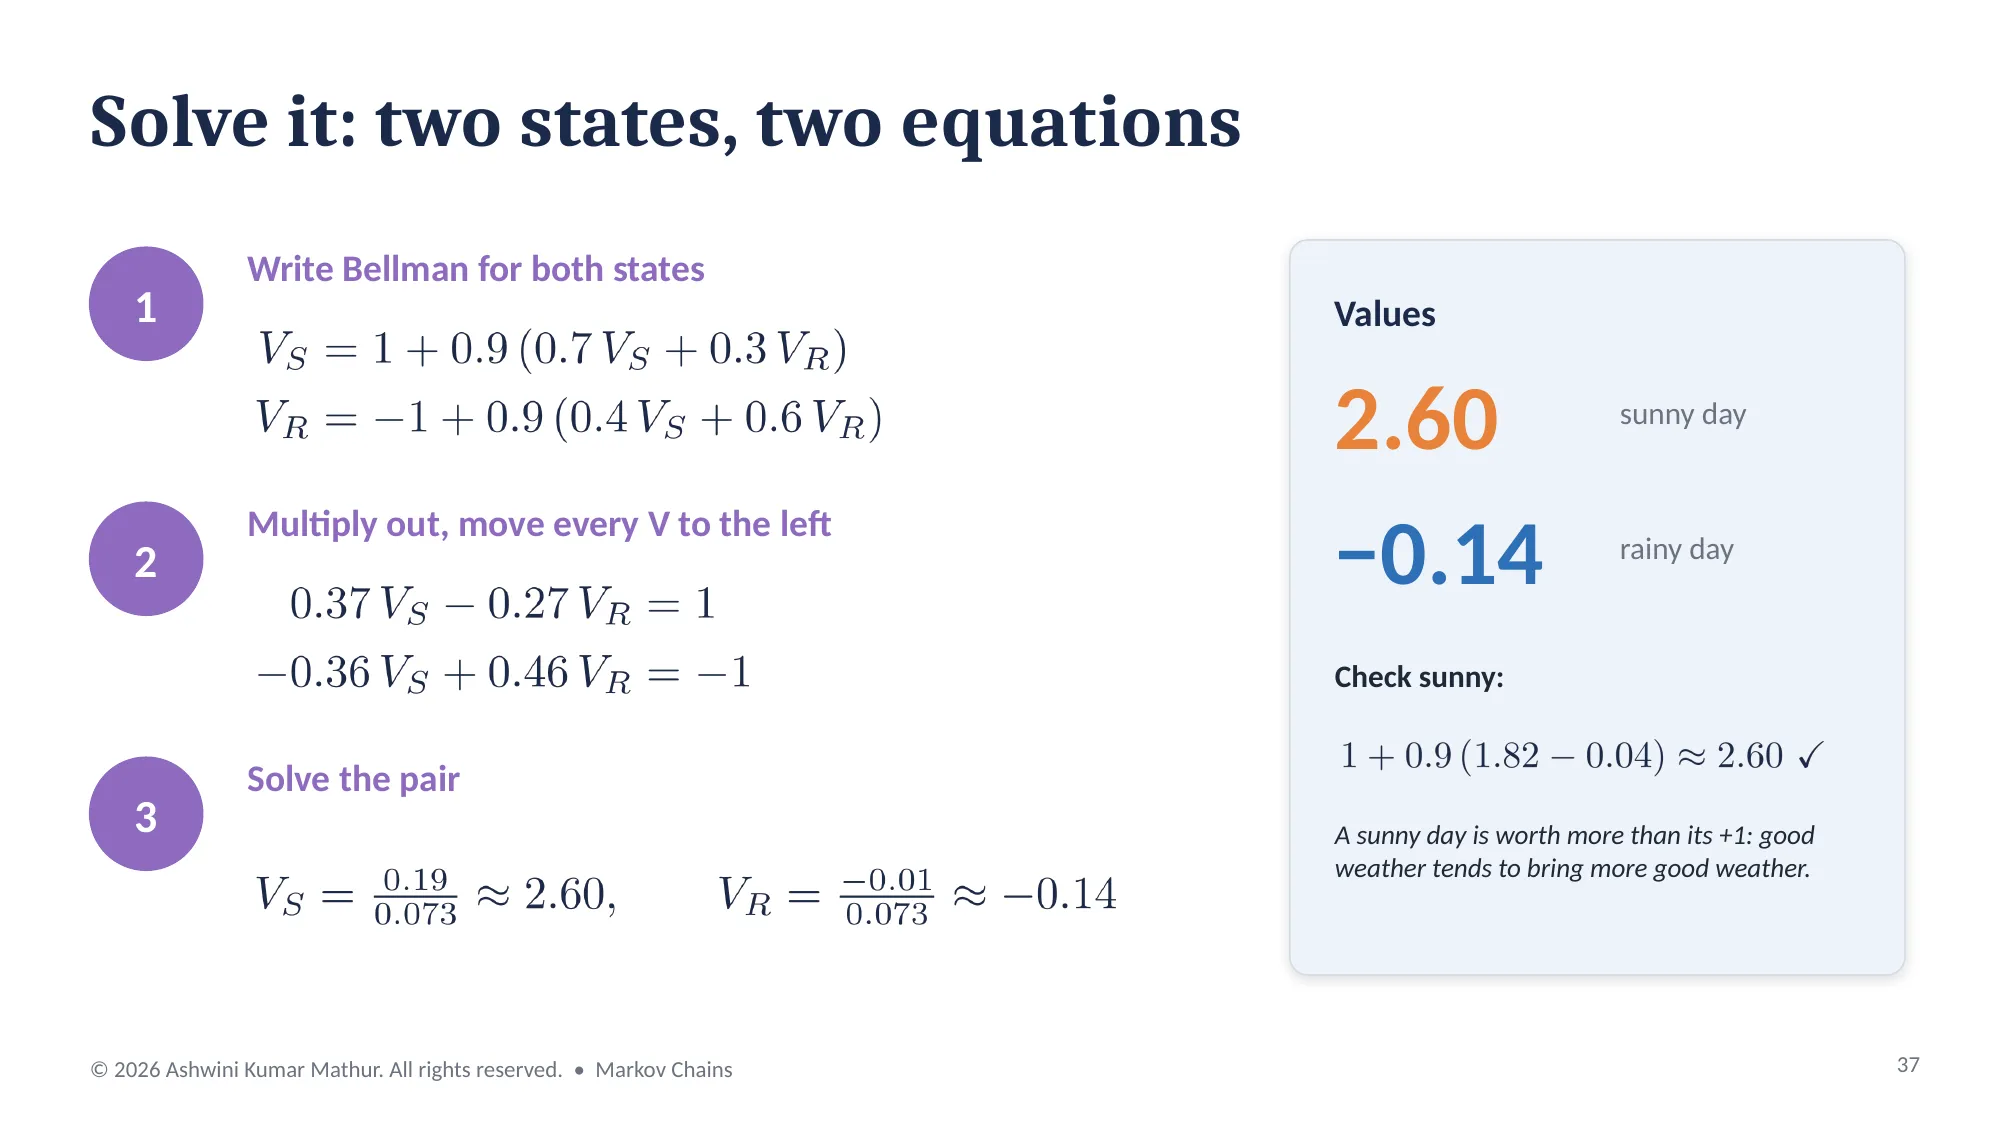 Solve it: two states, two equations
1
Write Bellman for both states
V_S = 1 + 0.9 (0.7 V_S + 0.3 V_R)
V_R = −1 + 0.9 (0.4 V_S + 0.6 V_R)
2
Multiply out, move every V to the left
0.37 V_S − 0.27 V_R = 1
−0.36 V_S + 0.46 V_R = −1
3
Solve the pair
V_S = 0.19/0.073 ≈ 2.60, V_R = −0.01/0.073 ≈ −0.14
Values
2.60 sunny day
−0.14 rainy day
Check sunny:
1 + 0.9 (1.82 − 0.04) ≈ 2.60 ✓
A sunny day is worth more than its +1: good
weather tends to bring more good weather.
© 2026 Ashwini Kumar Mathur. All rights reserved. • Markov Chains
37